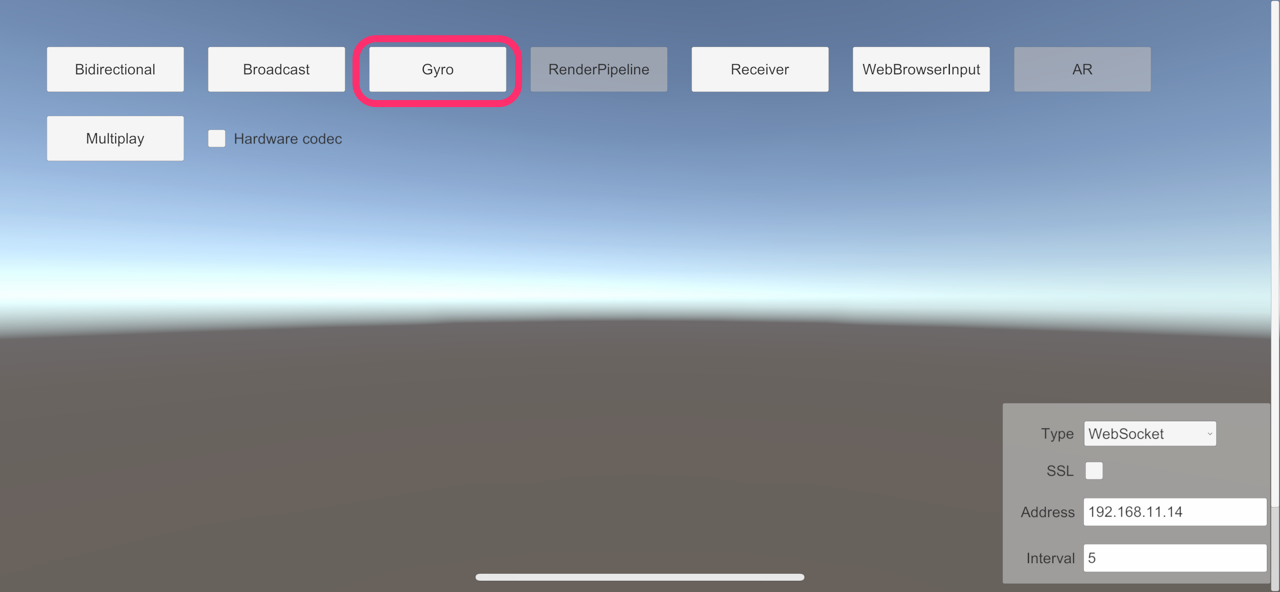 Bidirectional Broadcast Gyro RenderPipeline Receiver WebBrowserInput AR
Multiplay Hardware codec
Type WebSocket
SSL
Address 192.168.11.14
Interval 5